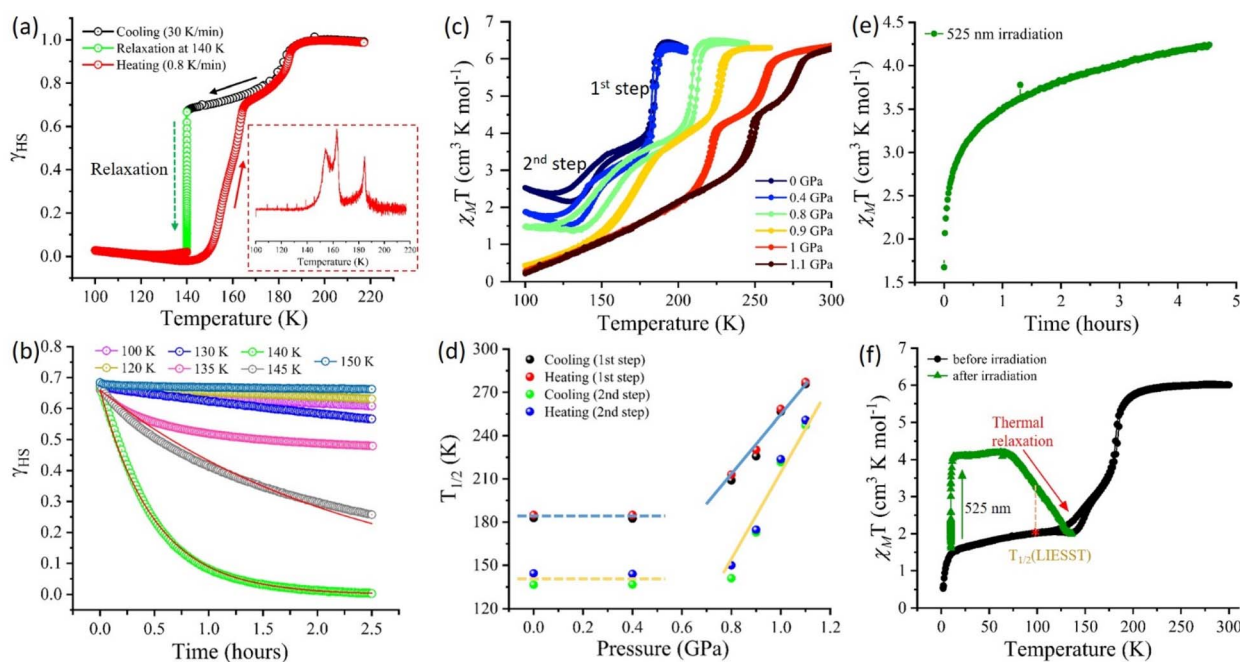 (a)
Cooling (30 K/min)
Relaxation at 140 K
Heating (0.8 K/min)
Relaxation
γHS
1.0
0.8
0.6
0.4
0.2
0.0
100 120 140 160 180 200 220
Temperature (K)
100 120 140 160 180 200 220
Temperature (K)
(b)
100 K 130 K 140 K 150 K
120 K 135 K 145 K
γHS
0.8
0.7
0.6
0.5
0.4
0.3
0.2
0.1
0.0
0.0 0.5 1.0 1.5 2.0 2.5
Time (hours)
(c)
1st step
2nd step
0 GPa
0.4 GPa
0.8 GPa
0.9 GPa
1 GPa
1.1 GPa
χMT (cm3 K mol-1)
7
6
5
4
3
2
1
0
100 150 200 250 300
Temperature (K)
(d)
Cooling (1st step)
Heating (1st step)
Cooling (2nd step)
Heating (2nd step)
T1/2 (K)
300
270
240
210
180
150
120
0.0 0.2 0.4 0.6 0.8 1.0 1.2
Pressure (GPa)
(e)
525 nm irradiation
χMT (cm3 K mol-1)
4.5
4.0
3.5
3.0
2.5
2.0
1.5
0 1 2 3 4 5
Time (hours)
(f)
before irradiation
after irradiation
Thermal
relaxation
525 nm
T1/2(LIESST)
χMT (cm3 K mol-1)
7
6
5
4
3
2
1
0
0 50 100 150 200 250 300
Temperature (K)